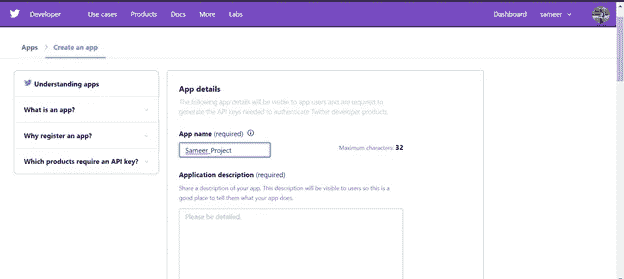 Developer Use cases Products Docs More Labs Dashboard sameer
Apps > Create an app
Understanding apps
What is an app?
Why register an app?
Which products require an API key?
App details
The following app details will be visible to app users and are required to
generate the API keys needed to authenticate Twitter developer products.
App name (required)
Sameer_Project
Maximum characters: 32
Application description (required)
Share a description of your app. This description will be visible to users so this is a
good place to tell them what your app does.
Please be detailed.